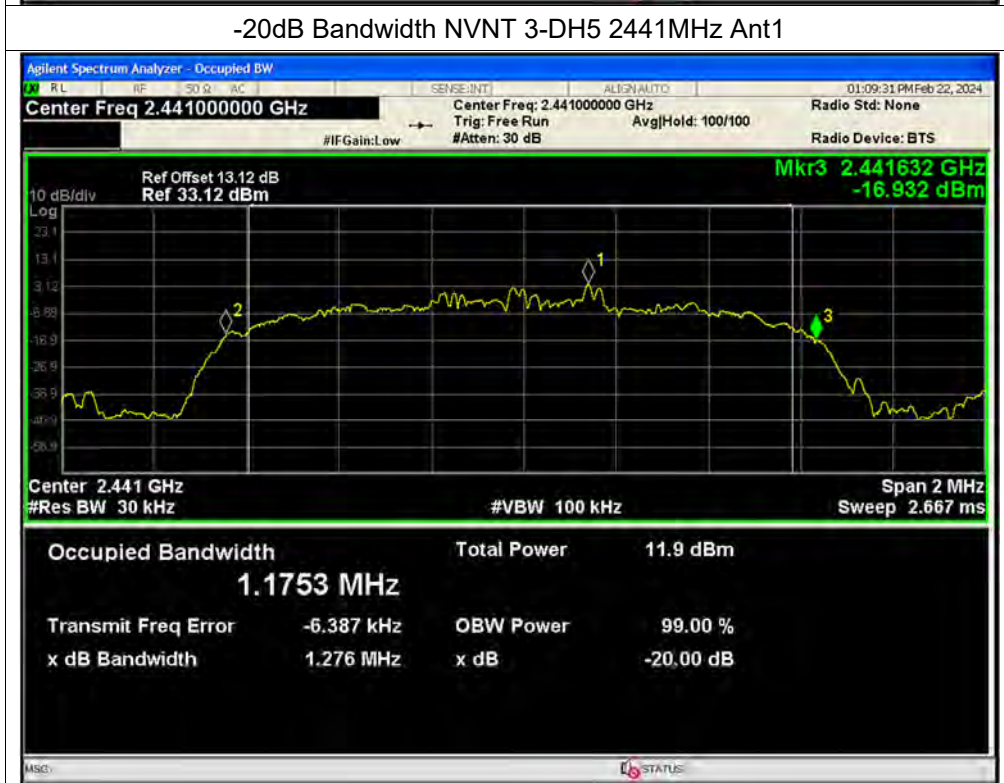 -20dB Bandwidth NVNT 3-DH5 2441MHz Ant1
Agilent Spectrum Analyzer - Occupied BW
RL RF 50 Ω AC SENSE:INT ALIGN AUTO 01:09:31 PM Feb 22, 2024
Center Freq 2.441000000 GHz Center Freq: 2.441000000 GHz Radio Std: None
Trig: Free Run Avg|Hold: 100/100
#IFGain:Low #Atten: 30 dB Radio Device: BTS
Ref Offset 13.12 dB Mkr3 2.441632 GHz
10 dB/div Ref 33.12 dBm -16.932 dBm
Log
23.1
13.1
1
3.12
-6.88
2
3
-16.9
-26.9
-36.9
-46.9
-56.9
Center 2.441 GHz Span 2 MHz
#Res BW 30 kHz #VBW 100 kHz Sweep 2.667 ms
Occupied Bandwidth Total Power 11.9 dBm
1.1753 MHz
Transmit Freq Error -6.387 kHz OBW Power 99.00 %
x dB Bandwidth 1.276 MHz x dB -20.00 dB
MSG STATUS